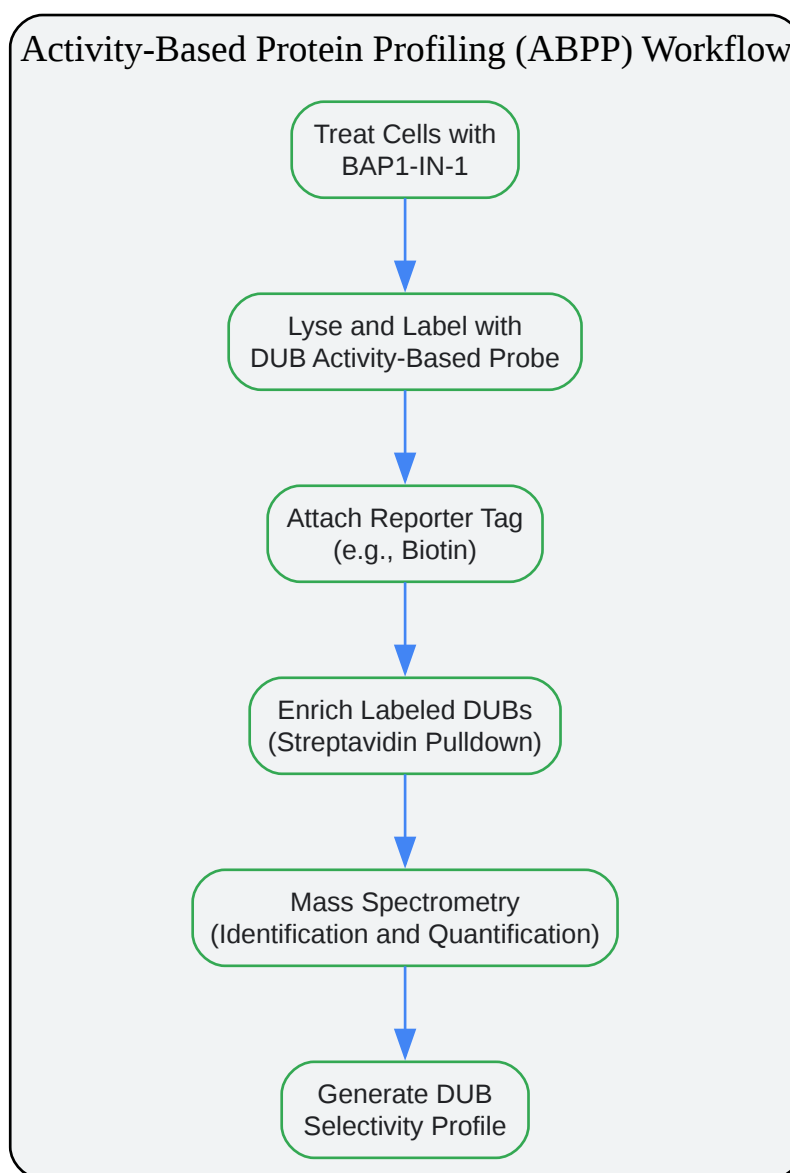 Activity-Based Protein Profiling (ABPP) Workflow
Treat Cells with
BAP1-IN-1
Lyse and Label with
DUB Activity-Based Probe
Attach Reporter Tag
(e.g., Biotin)
Enrich Labeled DUBs
(Streptavidin Pulldown)
Mass Spectrometry
(Identification and Quantification)
Generate DUB
Selectivity Profile